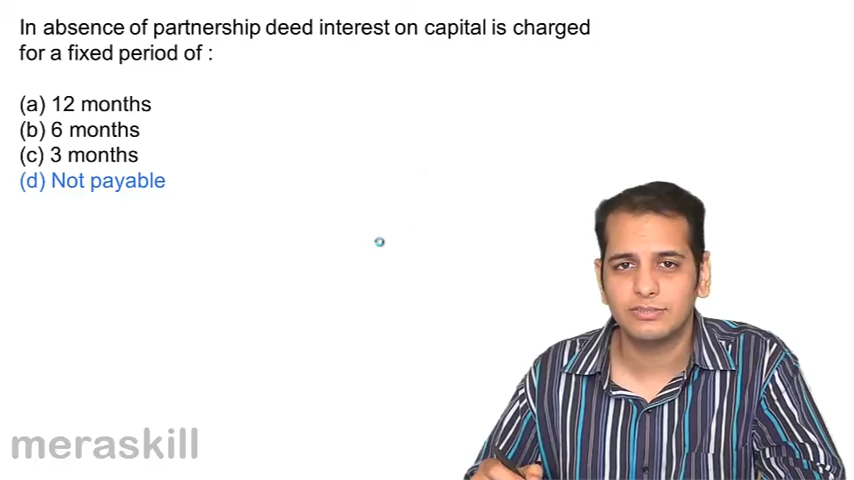 In absence of partnership deed interest on capital is charged
for a fixed period of :
(a) 12 months
(b) 6 months
(c) 3 months
(d) Not payable
meraskill